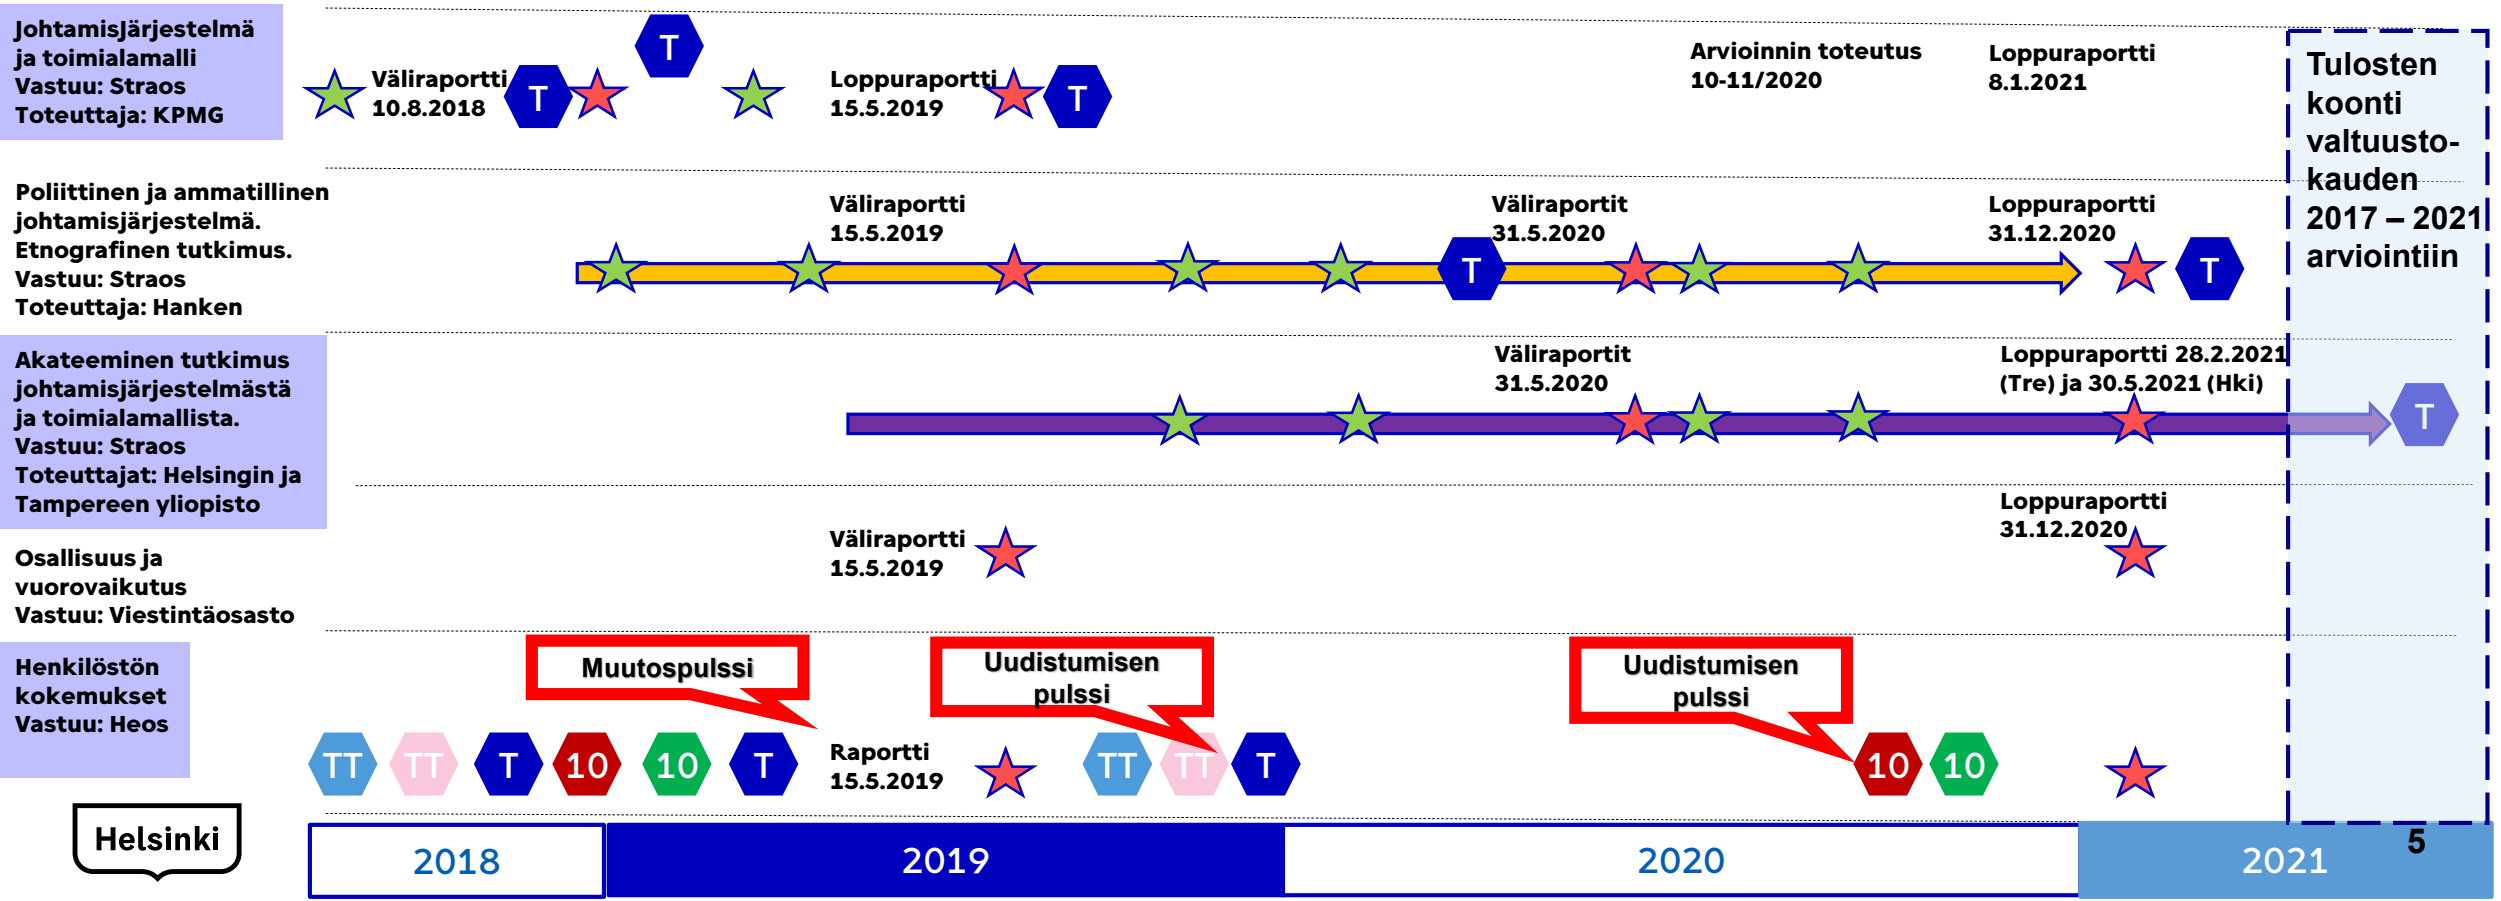 Johtamisjärjestelmä
ja toimialamalli
Vastuu: Straos
Toteuttaja: KPMG
Väliraportti
10.8.2018
T
T
Loppuraportti
15.5.2019
T
Arvioinnin toteutus
10-11/2020
Loppuraportti
8.1.2021
Tulosten
koonti
valtuusto-
kauden
2017 – 2021
arviointiin
Poliittinen ja ammatillinen
johtamisjärjestelmä.
Etnografinen tutkimus.
Vastuu: Straos
Toteuttaja: Hanken
Väliraportti
15.5.2019
Väliraportit
31.5.2020
T
Loppuraportti
31.12.2020
T
Akateeminen tutkimus
johtamisjärjestelmästä
ja toimialamallista.
Vastuu: Straos
Toteuttajat: Helsingin ja
Tampereen yliopisto
Väliraportit
31.5.2020
Loppuraportti 28.2.2021
(Tre) ja 30.5.2021 (Hki)
T
Osallisuus ja
vuorovaikutus
Vastuu: Viestintäosasto
Väliraportti
15.5.2019
Loppuraportti
31.12.2020
Henkilöstön
kokemukset
Vastuu: Heos
Muutospulssi
Uudistumisen
pulssi
Uudistumisen
pulssi
TT
TT
T
10
10
T
Raportti
15.5.2019
TT
TT
T
10
10
Helsinki
2018
2019
2020
2021
5